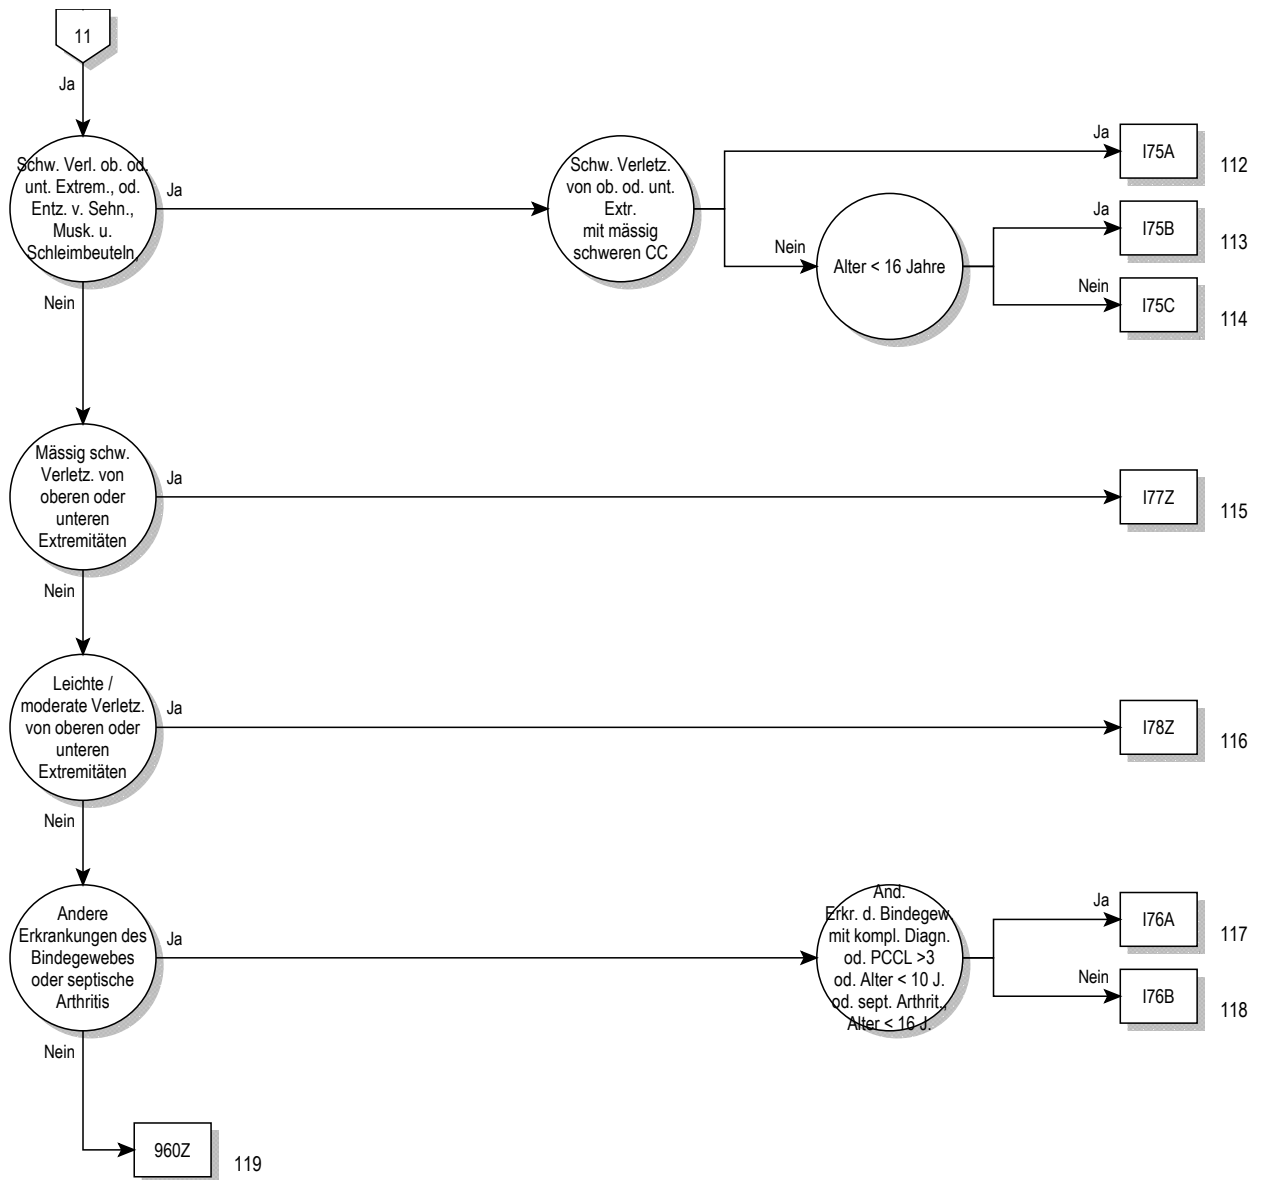 11
Ja
Schw. Verl. ob. od.
unt. Extrem., od.
Entz. v. Sehn.,
Musk. u.
Schleimbeuteln,
Ja
Schw. Verletz.
von ob. od. unt.
Extr.
mit mässig
schweren CC
Ja
I75A
112
Nein
Alter < 16 Jahre
Ja
I75B
113
Nein
I75C
114
Nein
Mässig schw.
Verletz. von
oberen oder
unteren
Extremitäten
Ja
I77Z
115
Nein
Leichte /
moderate Verletz.
von oberen oder
unteren
Extremitäten
Ja
I78Z
116
Nein
Andere
Erkrankungen des
Bindegewebes
oder septische
Arthritis
Ja
And.
Erkr. d. Bindegew.
mit kompl. Diagn.
od. PCCL >3
od. Alter < 10 J.
od. sept. Arthrit.,
Alter < 16 J.
Ja
I76A
117
Nein
I76B
118
Nein
960Z
119